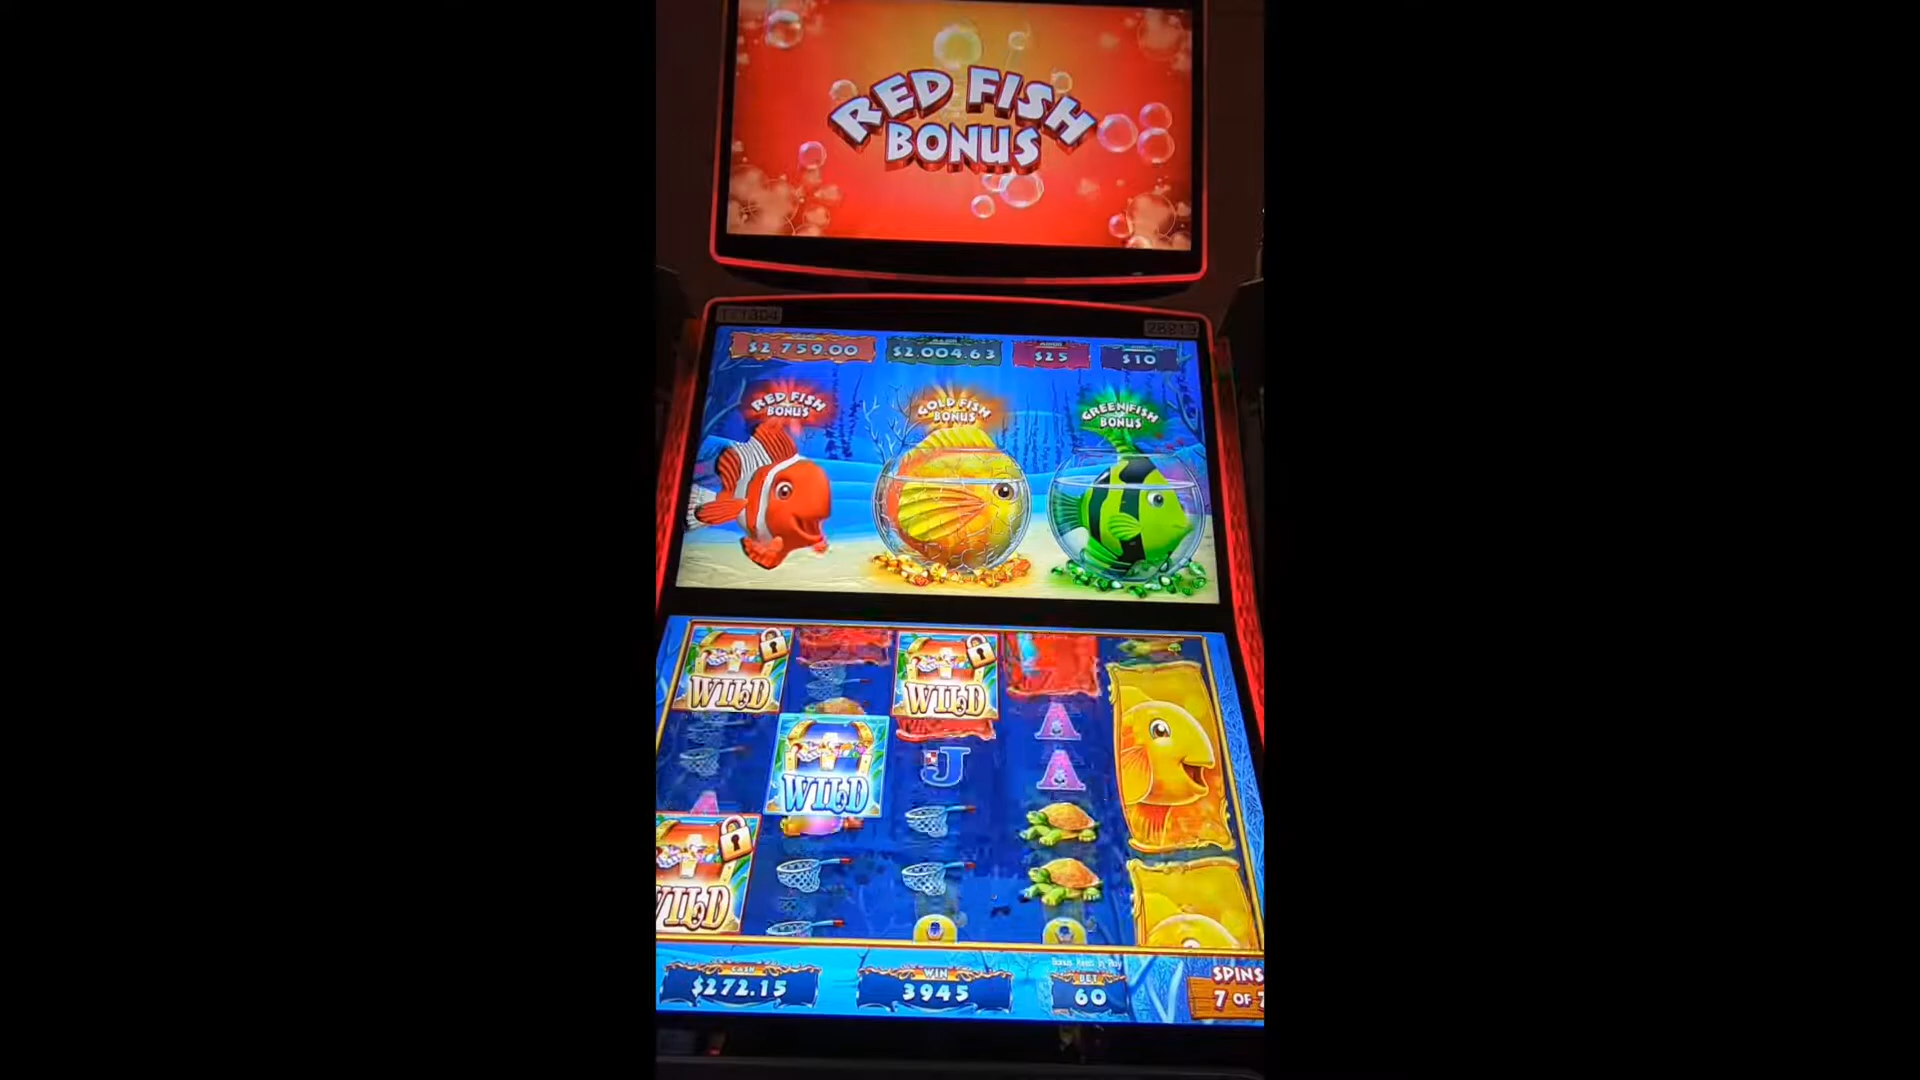 RED FISH
BONUS
$2,759.00
$2,004.63
$25
$10
RED FISH
BONUS
GOLD FISH
BONUS
GREEN FISH
BONUS
WILD
WILD
J
A
WILD
A
WILD
CASH
$272.15
WIN
3945
BET
60
SPINS
7 OF 7